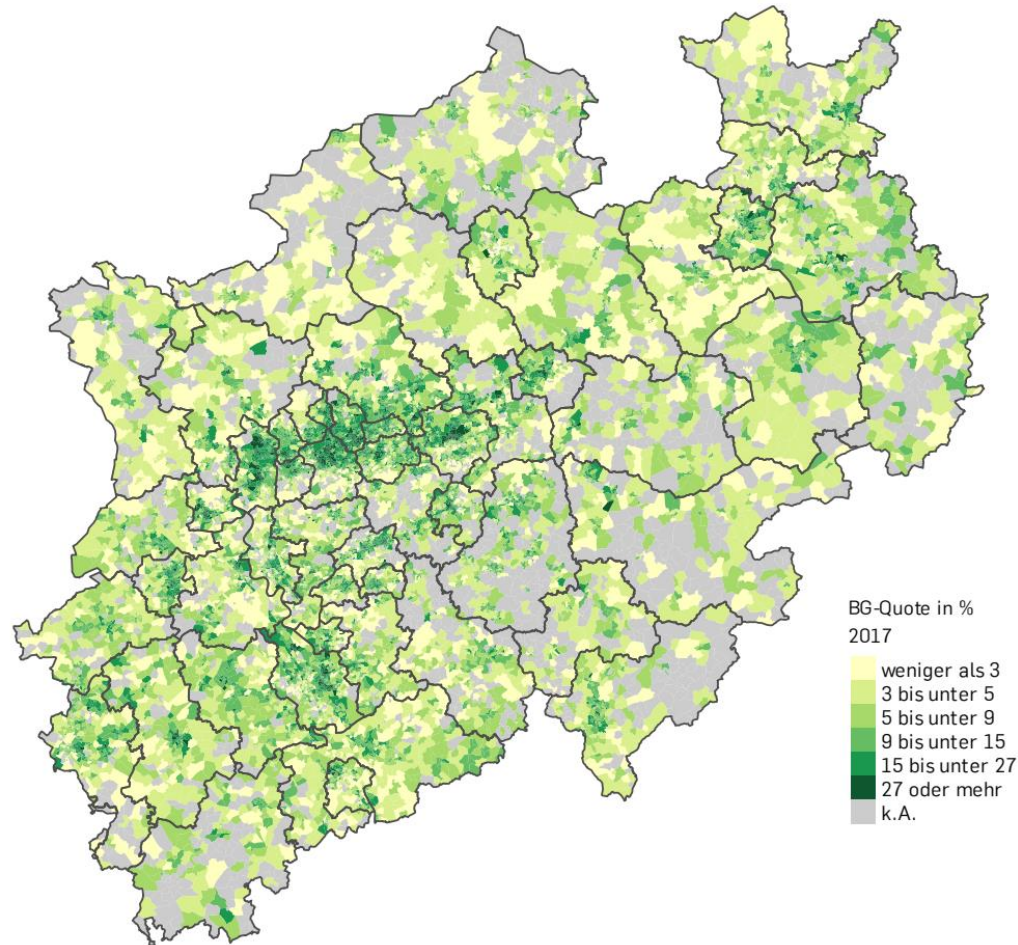 BG-Quote in %
2017
weniger als 3
3 bis unter 5
5 bis unter 9
9 bis unter 15
15 bis unter 27
27 oder mehr
k.A.